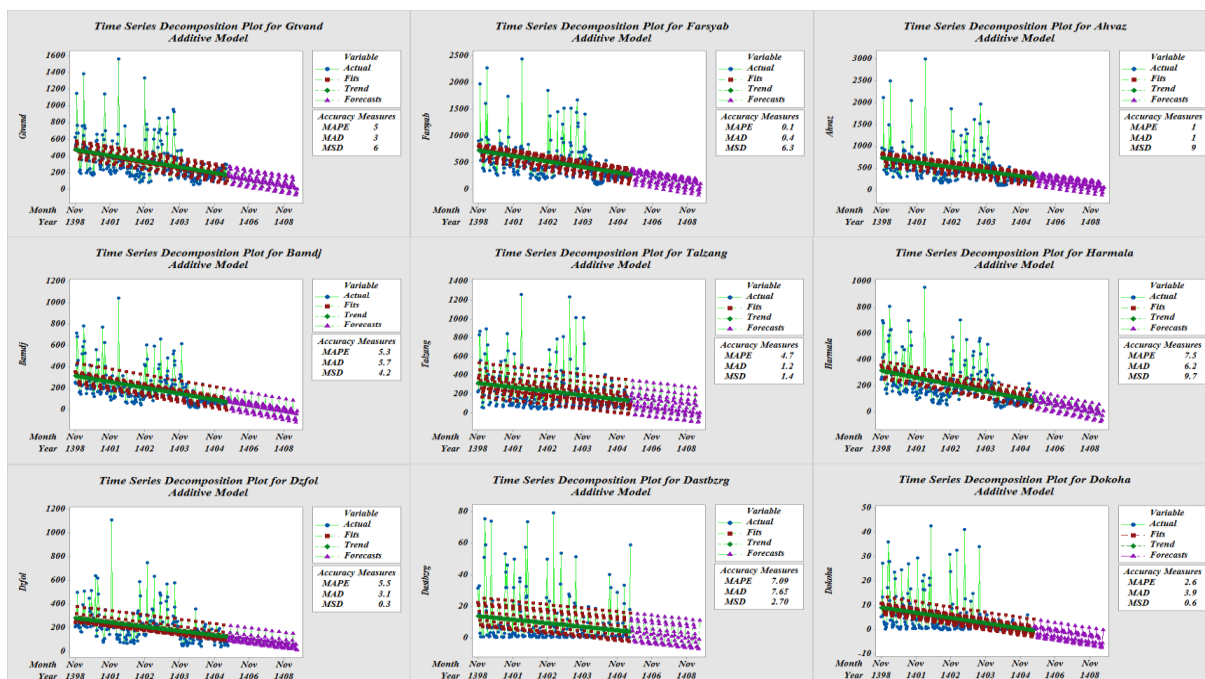 Time Series Decomposition Plot for Gtvand
Additive Model
Gtvand
1600
1400
1200
1000
800
600
400
200
0
Month Nov Nov Nov Nov Nov Nov Nov
Year 1398 1401 1402 1403 1404 1406 1408
Variable
Actual
Fits
Trend
Forecasts
Accuracy Measures
MAPE 5
MAD 3
MSD 6
Time Series Decomposition Plot for Farsyab
Additive Model
Farsyab
2500
2000
1500
1000
500
0
Month Nov Nov Nov Nov Nov Nov Nov
Year 1398 1401 1402 1403 1404 1406 1408
Variable
Actual
Fits
Trend
Forecasts
Accuracy Measures
MAPE 0.1
MAD 0.4
MSD 6.3
Time Series Decomposition Plot for Ahvaz
Additive Model
Ahvaz
3000
2500
2000
1500
1000
500
0
Month Nov Nov Nov Nov Nov Nov Nov
Year 1398 1401 1402 1403 1404 1406 1408
Variable
Actual
Fits
Trend
Forecasts
Accuracy Measures
MAPE 1
MAD 1
MSD 9
Time Series Decomposition Plot for Bamdj
Additive Model
Bamdj
1200
1000
800
600
400
200
0
Month Nov Nov Nov Nov Nov Nov Nov
Year 1398 1401 1402 1403 1404 1406 1408
Variable
Actual
Fits
Trend
Forecasts
Accuracy Measures
MAPE 5.3
MAD 5.7
MSD 4.2
Time Series Decomposition Plot for Talzang
Additive Model
Talzang
1400
1200
1000
800
600
400
200
0
Month Nov Nov Nov Nov Nov Nov Nov
Year 1398 1401 1402 1403 1404 1406 1408
Variable
Actual
Fits
Trend
Forecasts
Accuracy Measures
MAPE 4.7
MAD 1.2
MSD 1.4
Time Series Decomposition Plot for Harmala
Additive Model
Harmala
1000
800
600
400
200
0
Month Nov Nov Nov Nov Nov Nov Nov
Year 1398 1401 1402 1403 1404 1406 1408
Variable
Actual
Fits
Trend
Forecasts
Accuracy Measures
MAPE 7.5
MAD 6.2
MSD 9.7
Time Series Decomposition Plot for Dzfol
Additive Model
Dzfol
1200
1000
800
600
400
200
0
Month Nov Nov Nov Nov Nov Nov Nov
Year 1398 1401 1402 1403 1404 1406 1408
Variable
Actual
Fits
Trend
Forecasts
Accuracy Measures
MAPE 5.5
MAD 3.1
MSD 0.3
Time Series Decomposition Plot for Dastbzrg
Additive Model
Dastbzrg
80
60
40
20
0
Month Nov Nov Nov Nov Nov Nov Nov
Year 1398 1401 1402 1403 1404 1406 1408
Variable
Actual
Fits
Trend
Forecasts
Accuracy Measures
MAPE 7.09
MAD 7.65
MSD 2.70
Time Series Decomposition Plot for Dokoha
Additive Model
Dokoha
50
40
30
20
10
0
-10
Month Nov Nov Nov Nov Nov Nov Nov
Year 1398 1401 1402 1403 1404 1406 1408
Variable
Actual
Fits
Trend
Forecasts
Accuracy Measures
MAPE 2.6
MAD 3.9
MSD 0.6